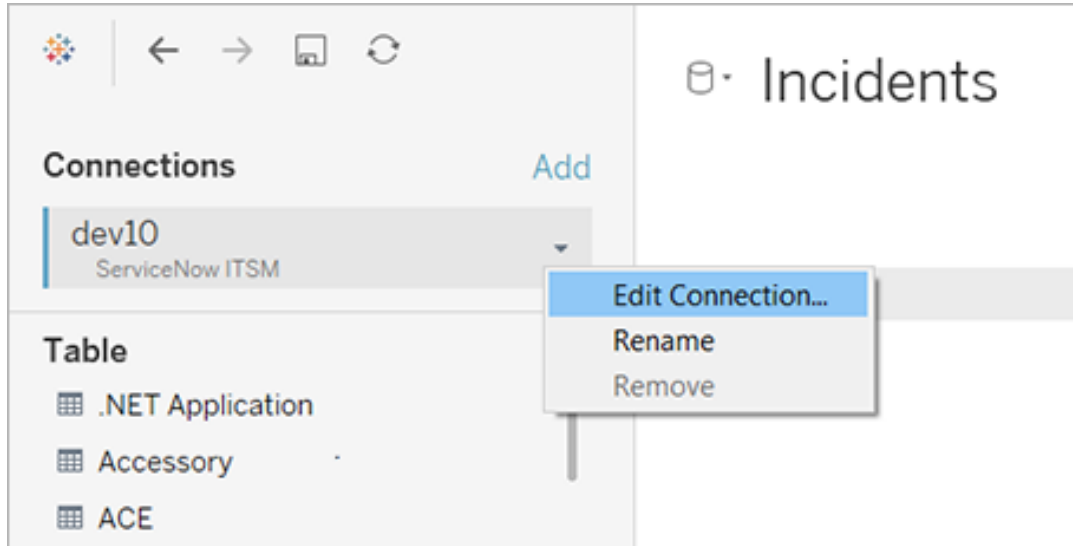 Incidents
Connections
Add
dev10
ServiceNow ITSM
Edit Connection...
Rename
Remove
Table
.NET Application
Accessory
ACE